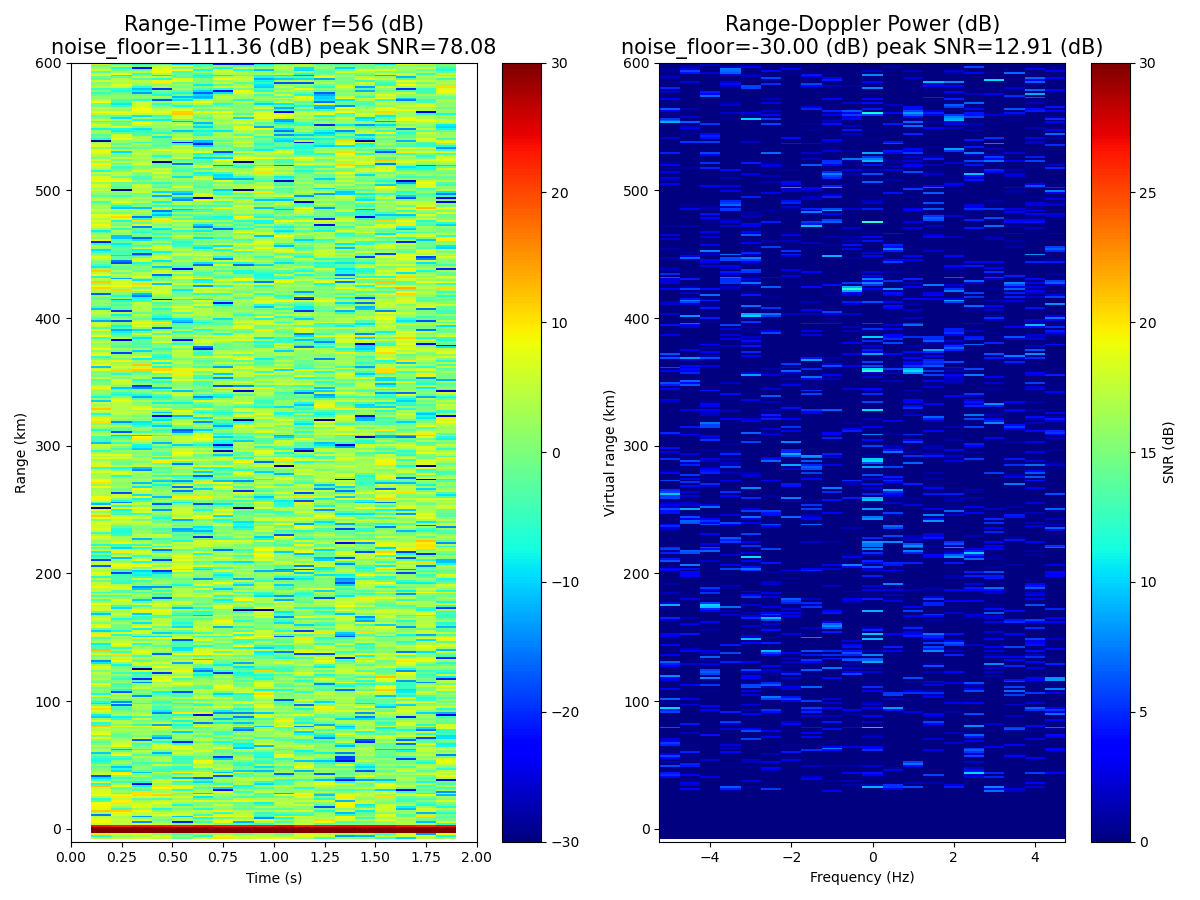 Range-Time Power f=56 (dB)
noise_floor=-111.36 (dB) peak SNR=78.08
600
500
400
300
200
100
0
Range (km)
0.00 0.25 0.50 0.75 1.00 1.25 1.50 1.75 2.00
Time (s)
30
20
10
0
−10
−20
−30
Range-Doppler Power (dB)
noise_floor=-30.00 (dB) peak SNR=12.91 (dB)
600
500
400
300
200
100
0
Virtual range (km)
−4 −2 0 2 4
Frequency (Hz)
30
25
20
15
10
5
0
SNR (dB)